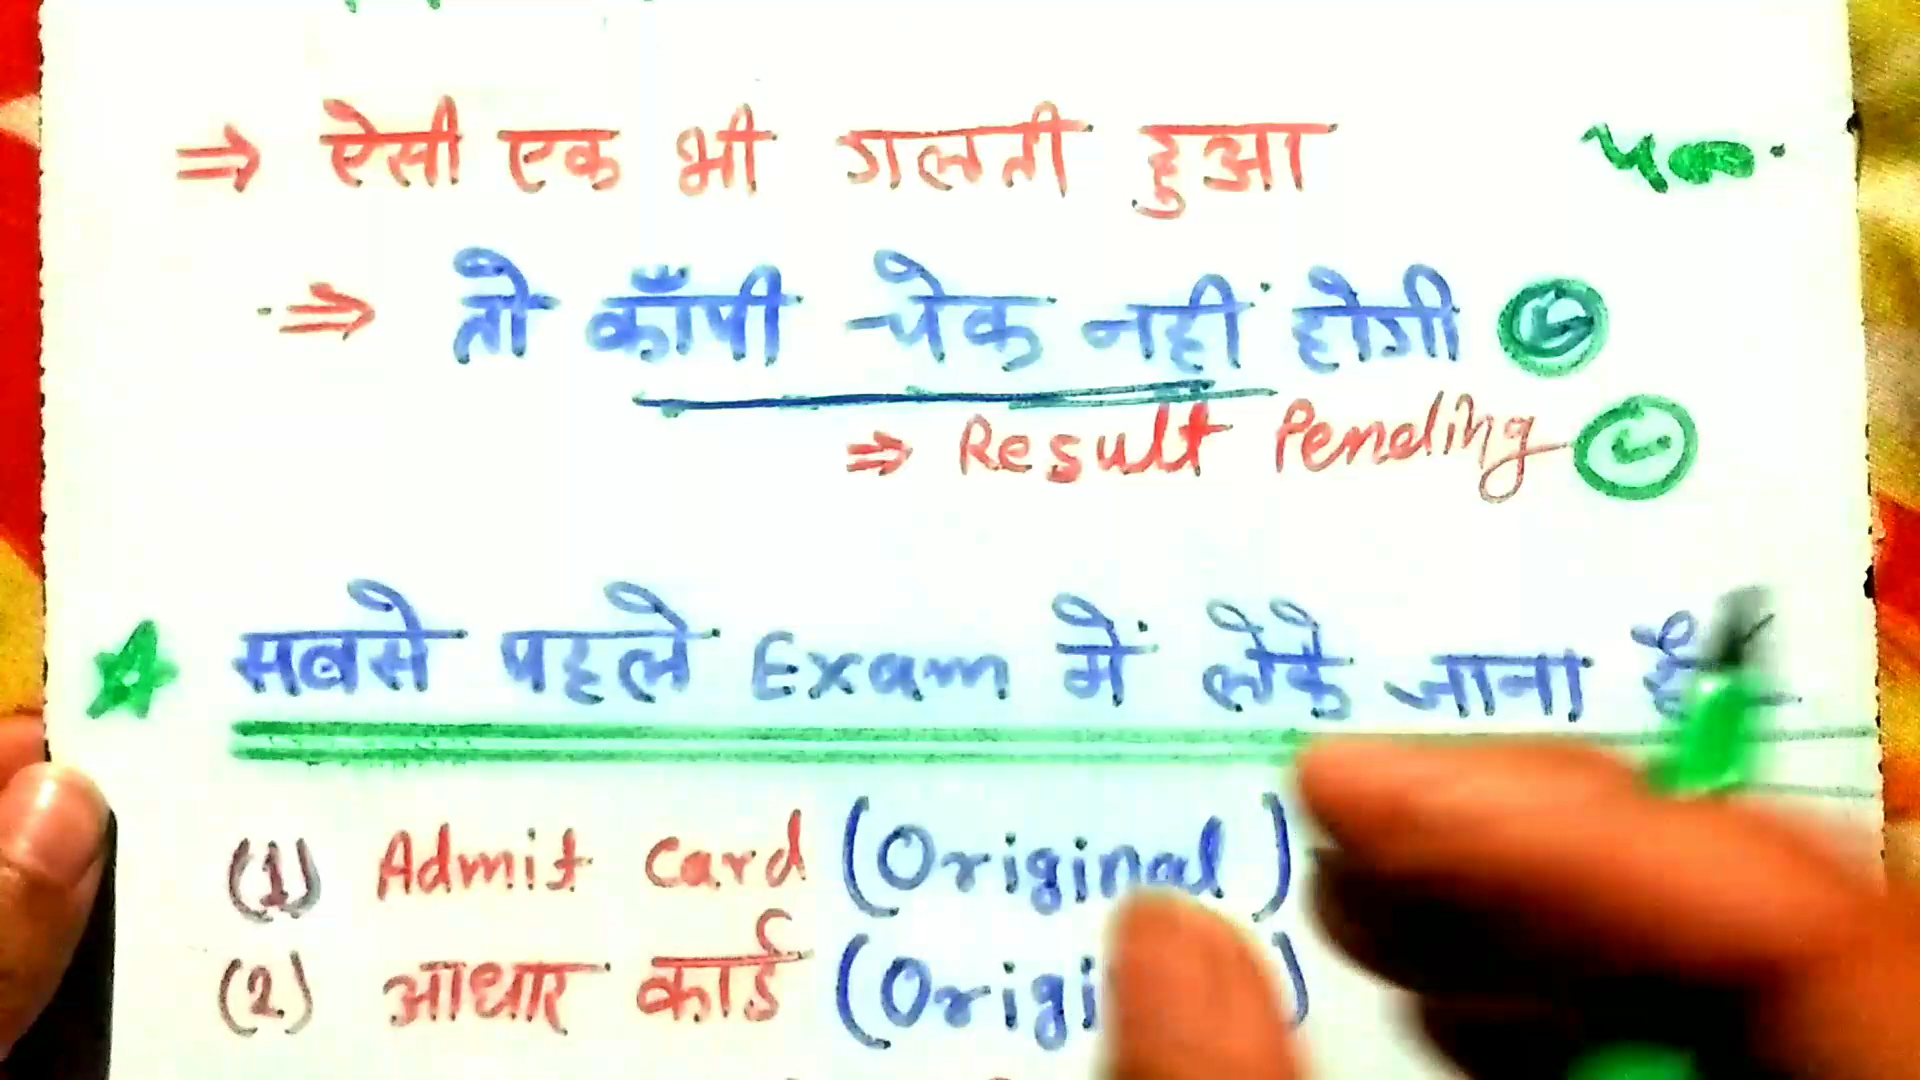 ⇒ ऐसी एक भी गलती हुआ
⇒ तो कॉंपी चेक नहीं होगी
⇒ Result Pending
सबसे पहले Exam में लेके जाना है
(1) Admit Card (Original)
(2) आधार कार्ड (Origi